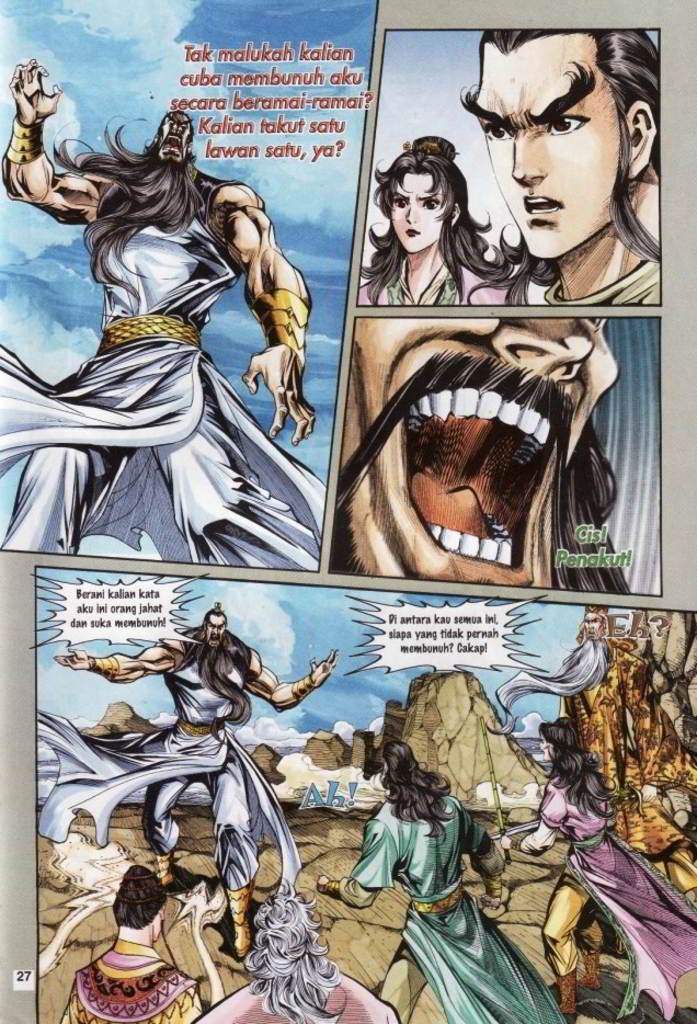 Tak malukah kalian
cuba membunuh aku
secara beramai-ramai?
Kalian takut satu
lawan satu, ya?
Cis!
Penakut!
Berani kalian kata
aku ini orang jahat
dan suka membunuh!
Di antara kau semua ini,
siapa yang tidak pernah
membunuh? Cakap!
EH?
AH!
27